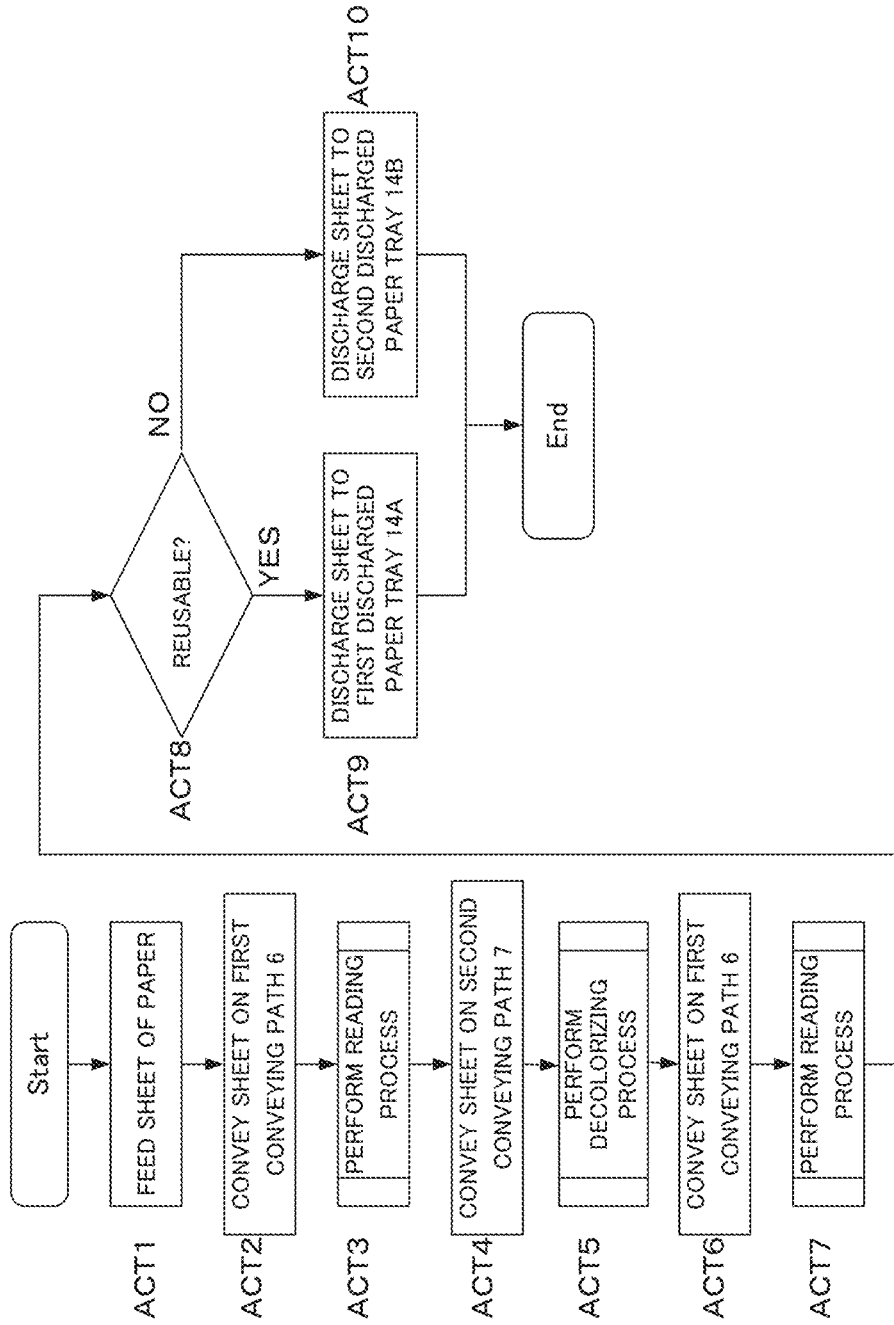 Start
ACT1
FEED SHEET OF PAPER
ACT2
CONVEY SHEET ON FIRST
CONVEYING PATH 6
ACT3
PERFORM READING
PROCESS
ACT4
CONVEY SHEET ON SECOND
CONVEYING PATH 7
ACT5
PERFORM
DECOLORIZING
PROCESS
ACT6
CONVEY SHEET ON FIRST
CONVEYING PATH 6
ACT7
PERFORM READING
PROCESS
ACT8
REUSABLE?
NO
YES
ACT9
DISCHARGE SHEET TO
FIRST DISCHARGED
PAPER TRAY 14A
ACT10
DISCHARGE SHEET TO
SECOND DISCHARGED
PAPER TRAY 14B
End